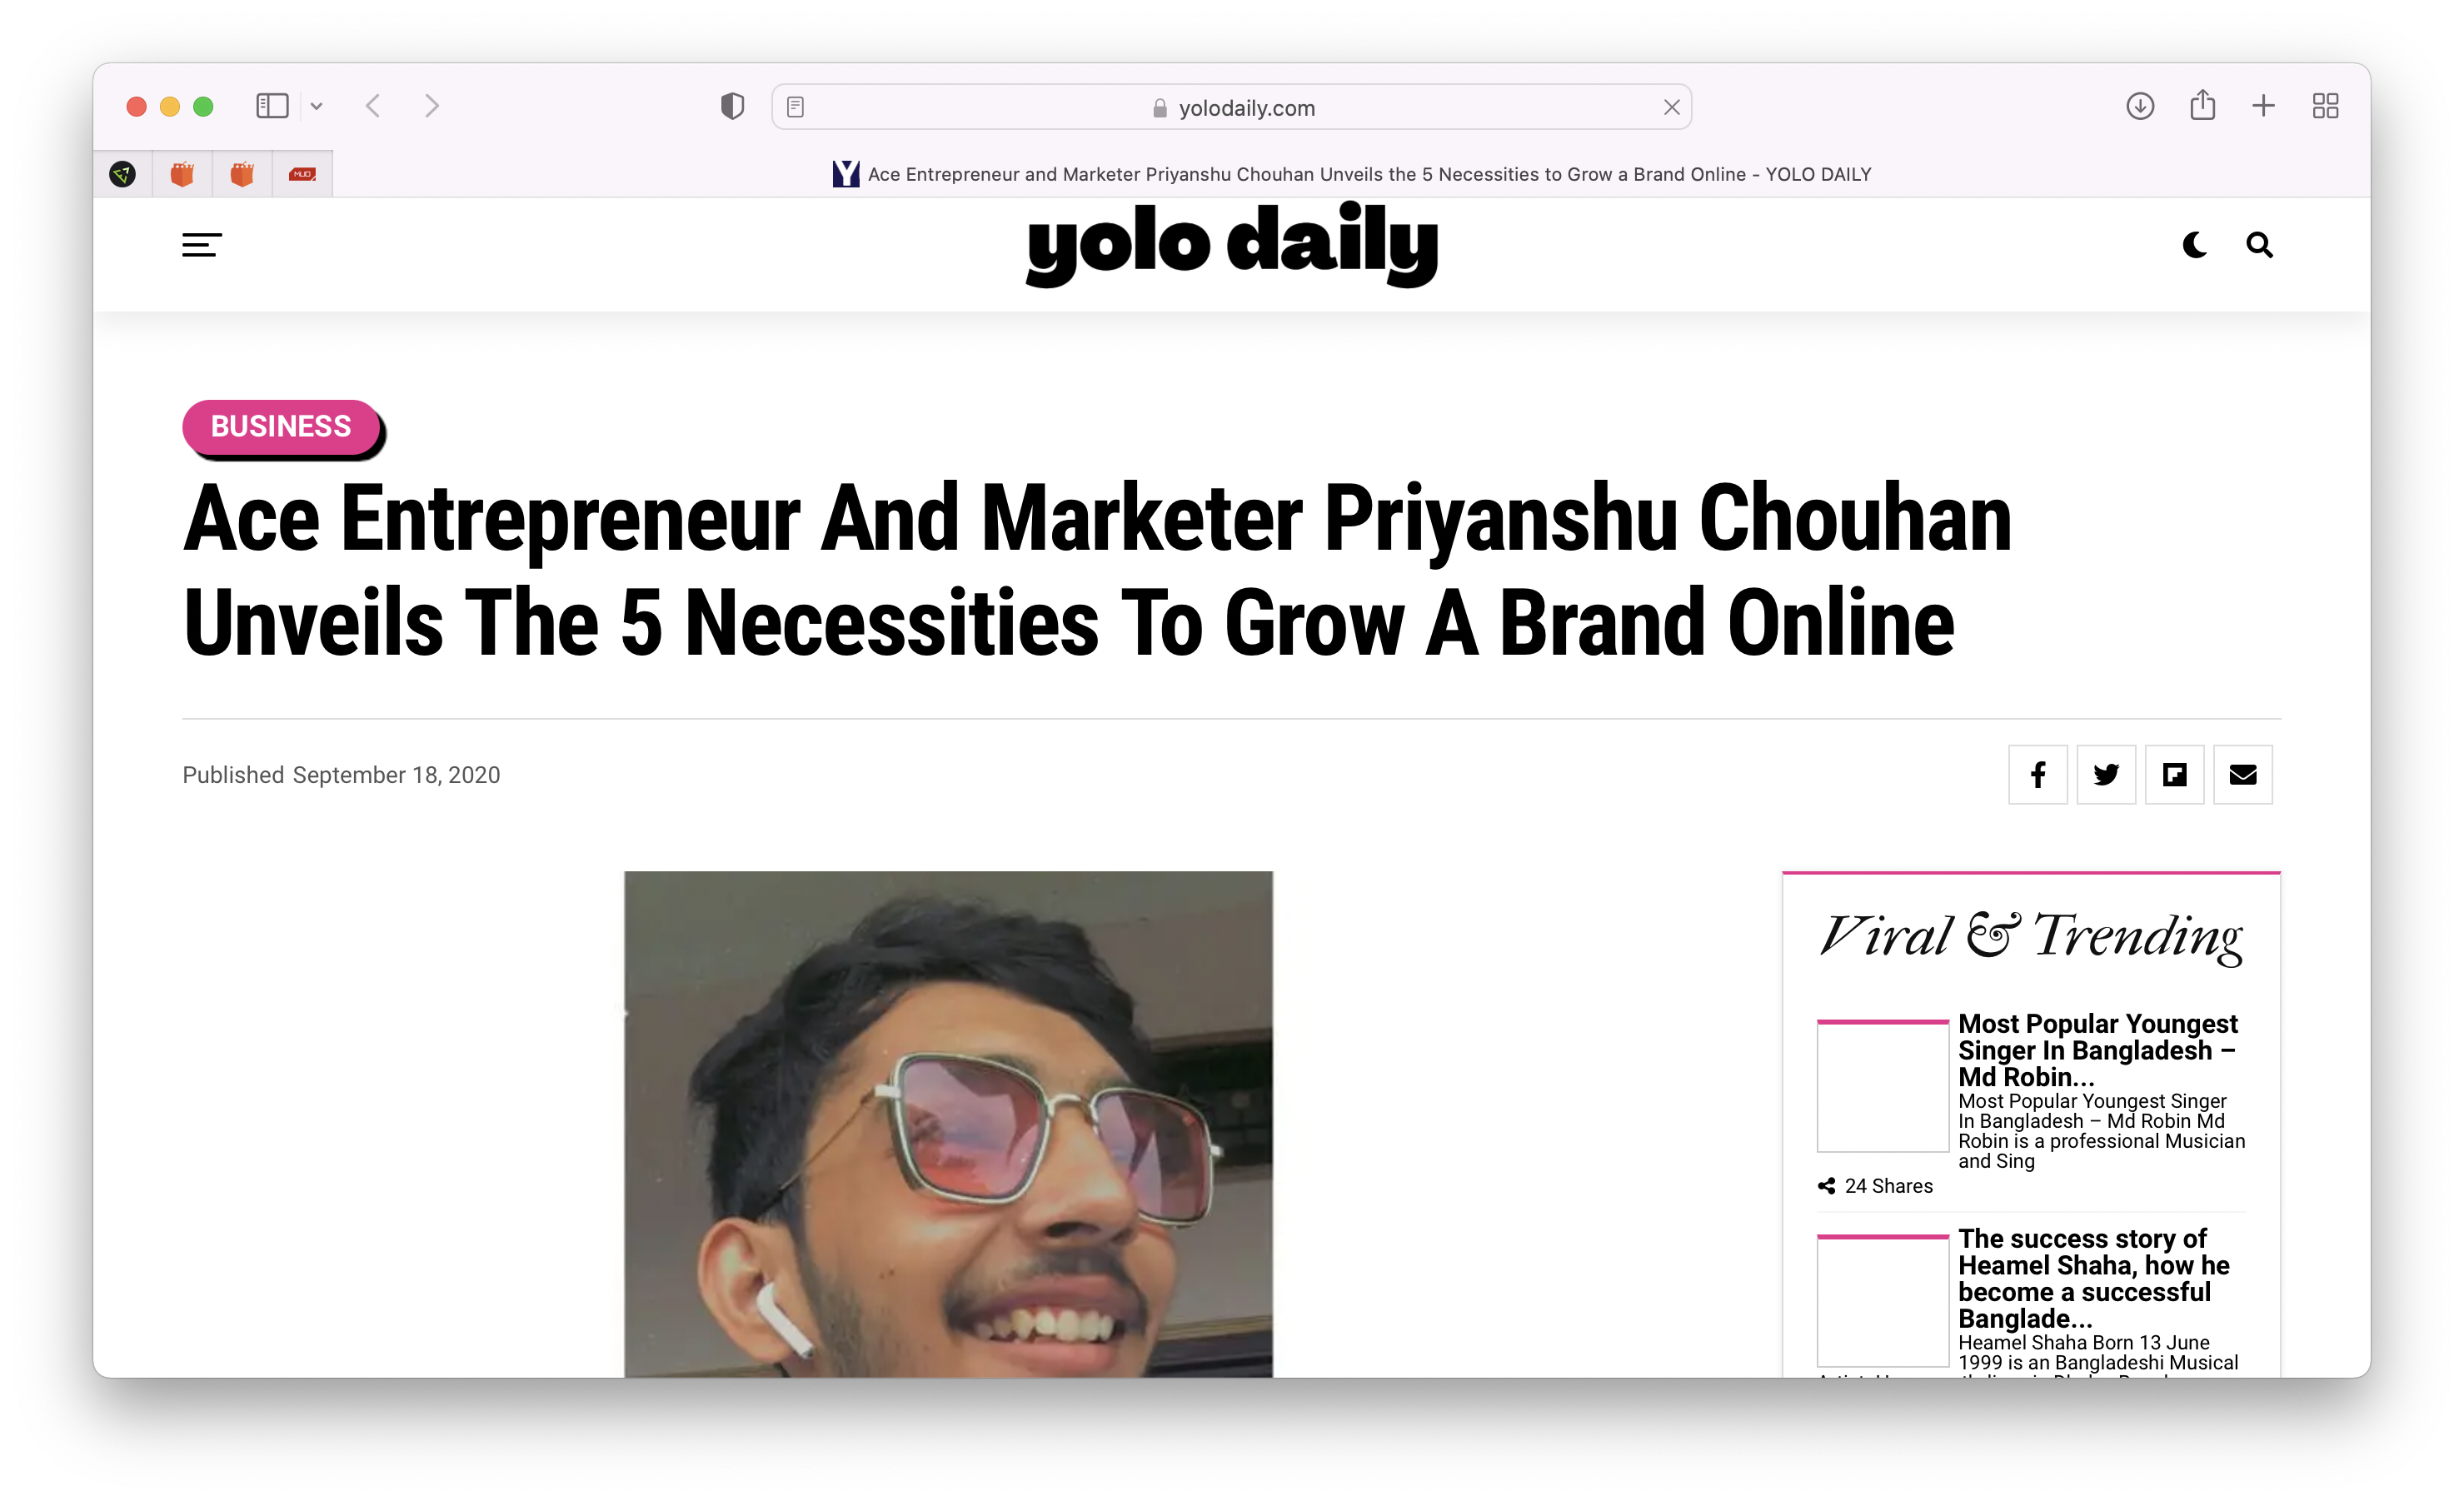 yolodaily.com
MUO
Y Ace Entrepreneur and Marketer Priyanshu Chouhan Unveils the 5 Necessities to Grow a Brand Online - YOLO DAILY
yolo daily
BUSINESS
Ace Entrepreneur And Marketer Priyanshu Chouhan
Unveils The 5 Necessities To Grow A Brand Online
Published September 18, 2020
Viral & Trending
Most Popular Youngest
Singer In Bangladesh –
Md Robin...
Most Popular Youngest Singer
In Bangladesh – Md Robin Md
Robin is a professional Musician
and Sing
24 Shares
The success story of
Heamel Shaha, how he
become a successful
Banglade...
Heamel Shaha Born 13 June
1999 is an Bangladeshi Musical